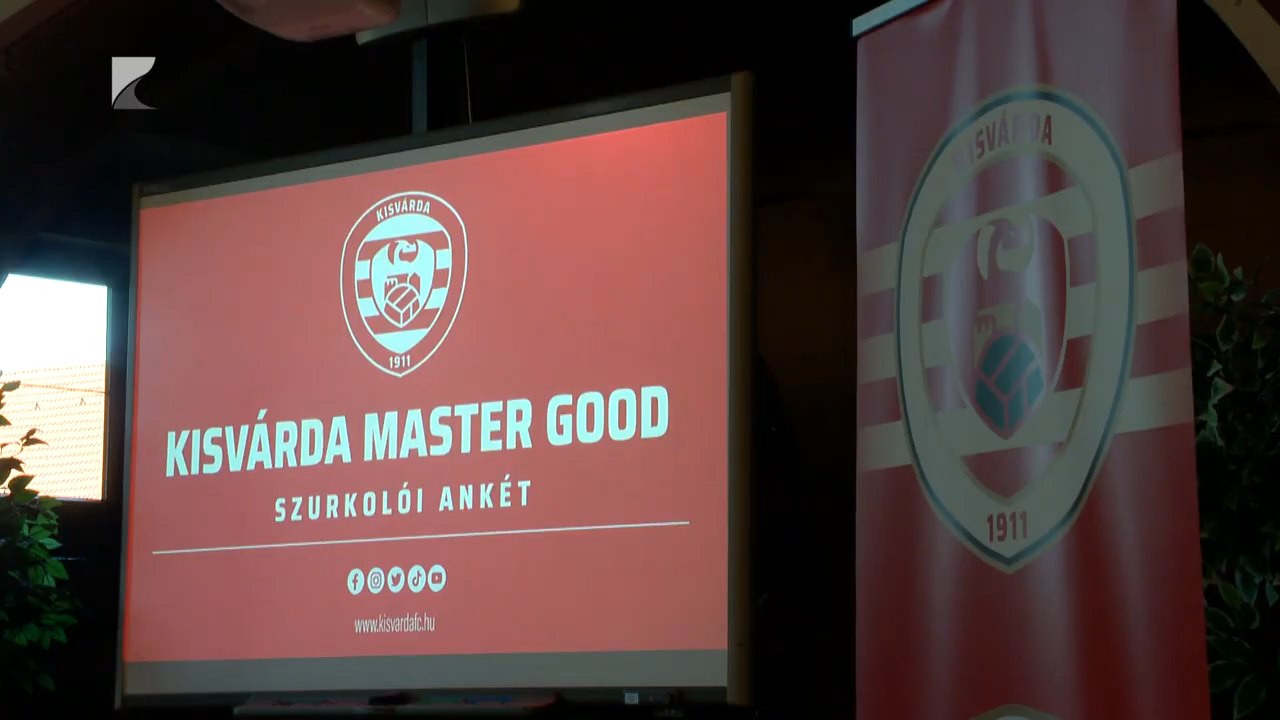 KISVÁRDA
1911
KISVÁRDA MASTER GOOD
SZURKOLÓI ANKÉT
www.kisvardafc.hu
KISVÁRDA
1911